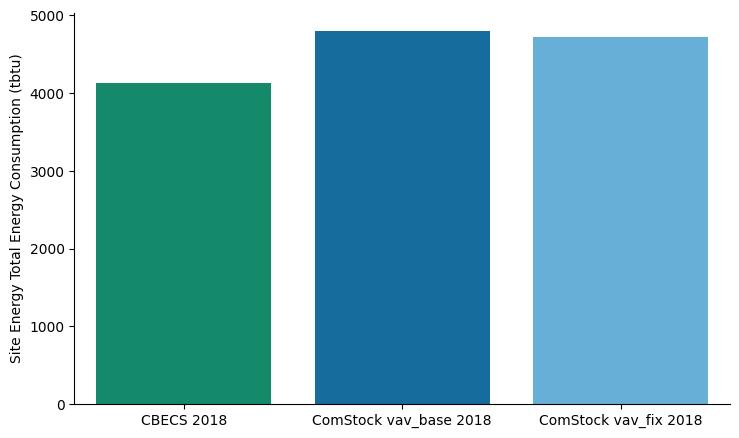 Site Energy Total Energy Consumption (tbtu)
5000
4000
3000
2000
1000
0
CBECS 2018
ComStock vav_base 2018
ComStock vav_fix 2018